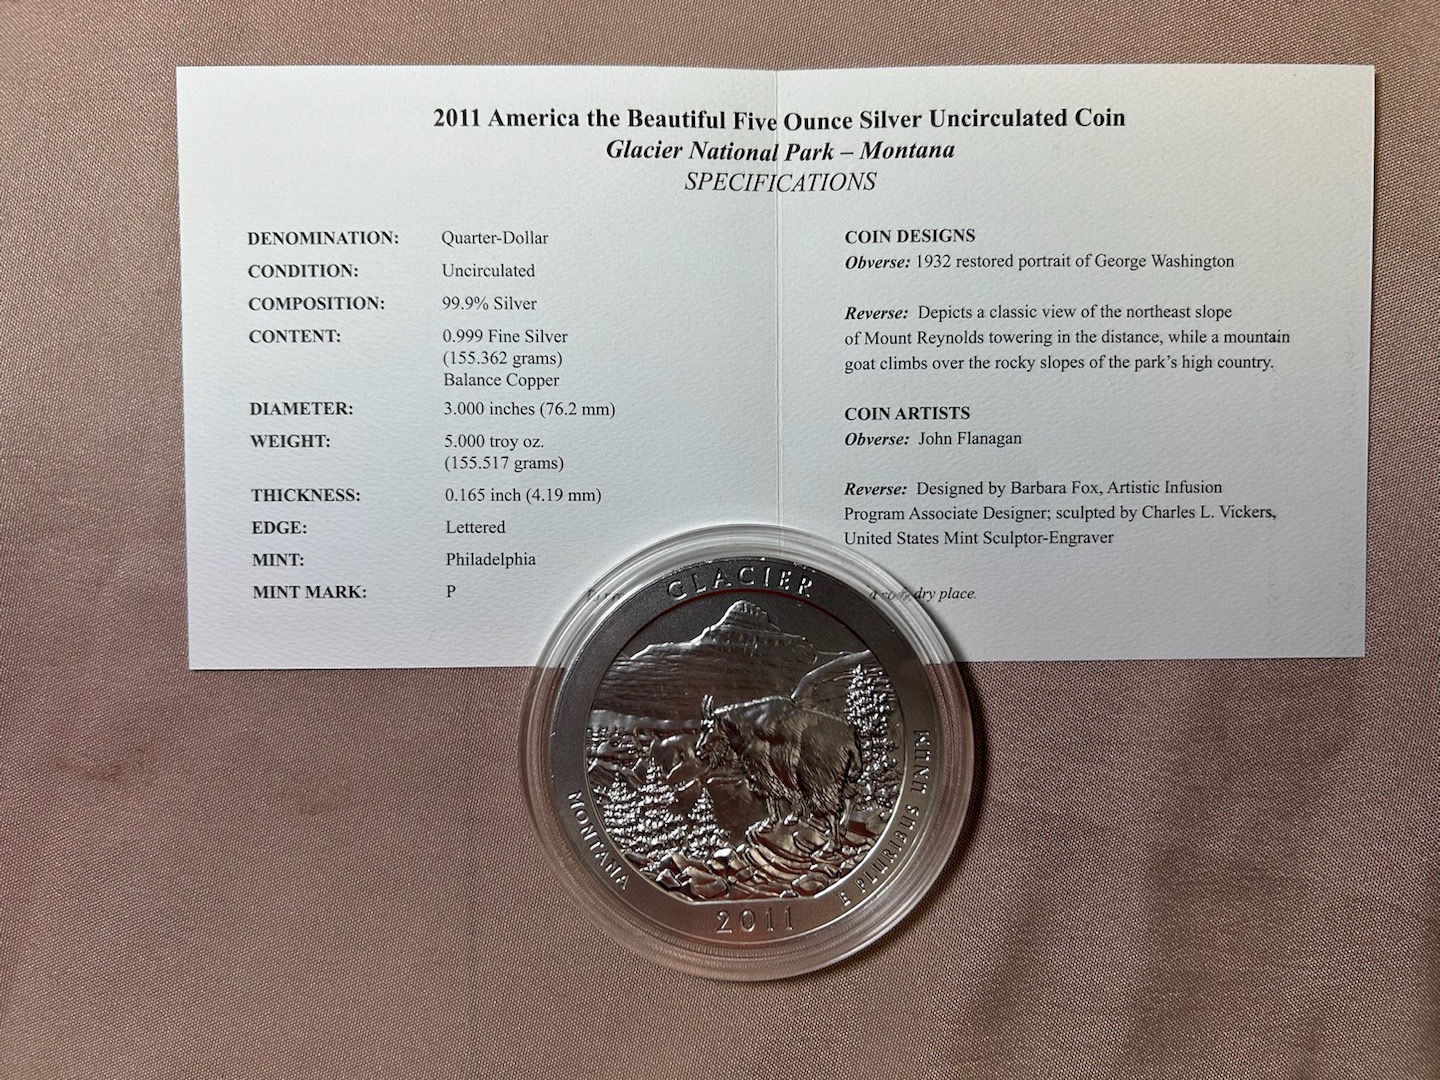 2011 America the Beautiful Five Ounce Silver Uncirculated Coin
Glacier National Park – Montana
SPECIFICATIONS
DENOMINATION: Quarter-Dollar
CONDITION: Uncirculated
COMPOSITION: 99.9% Silver
CONTENT: 0.999 Fine Silver
(155.362 grams)
Balance Copper
DIAMETER: 3.000 inches (76.2 mm)
WEIGHT: 5.000 troy oz.
(155.517 grams)
THICKNESS: 0.165 inch (4.19 mm)
EDGE: Lettered
MINT: Philadelphia
MINT MARK: P
COIN DESIGNS
Obverse: 1932 restored portrait of George Washington
Reverse: Depicts a classic view of the northeast slope
of Mount Reynolds towering in the distance, while a mountain
goat climbs over the rocky slopes of the park's high country.
COIN ARTISTS
Obverse: John Flanagan
Reverse: Designed by Barbara Fox, Artistic Infusion
Program Associate Designer; sculpted by Charles L. Vickers,
United States Mint Sculptor-Engraver
dry place.
GLACIER
MONTANA
2011
E PLURIBUS UNUM